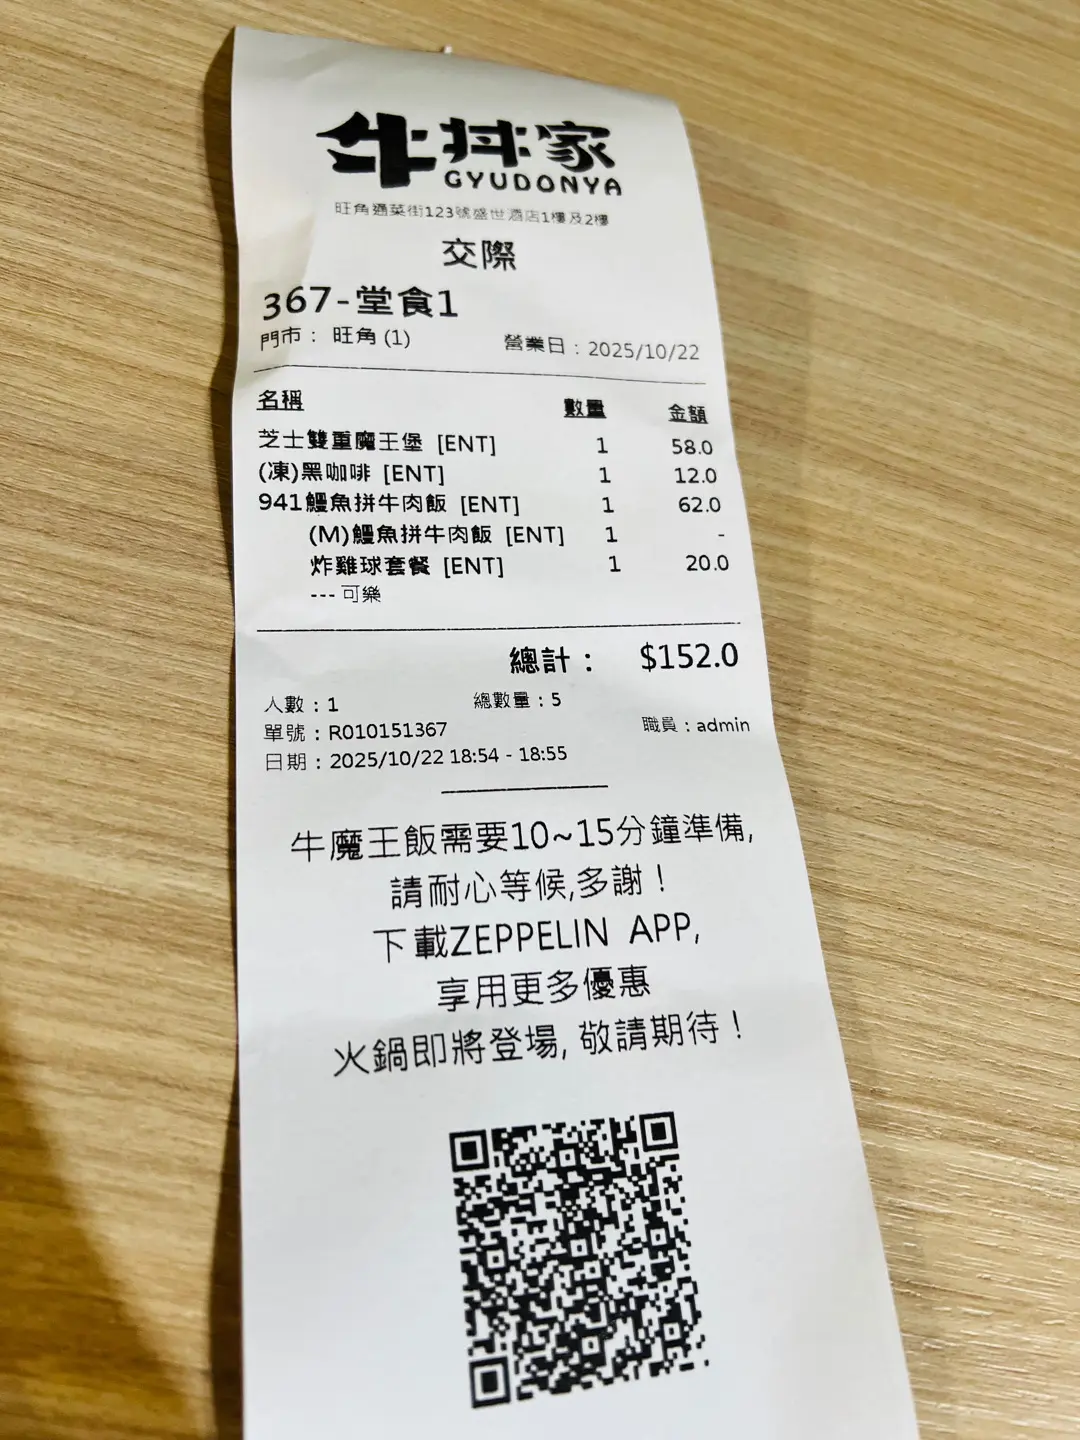 牛丼家
GYUDONYA
旺角通菜街123號盛世酒店1樓及2樓
交際
367-堂食1
門市： 旺角 (1) 營業日：2025/10/22
名稱 數量 金額
芝士雙重魔王堡 [ENT] 1 58.0
(凍)黑咖啡 [ENT] 1 12.0
941鰻魚拼牛肉飯 [ENT] 1 62.0
(M)鰻魚拼牛肉飯 [ENT] 1 -
炸雞球套餐 [ENT] 1 20.0
--- 可樂
總計： $152.0
人數：1 總數量：5
單號：R010151367 職員：admin
日期：2025/10/22 18:54 - 18:55
牛魔王飯需要10~15分鐘準備,
請耐心等候,多謝！
下載ZEPPELIN APP,
享用更多優惠
火鍋即將登場, 敬請期待！